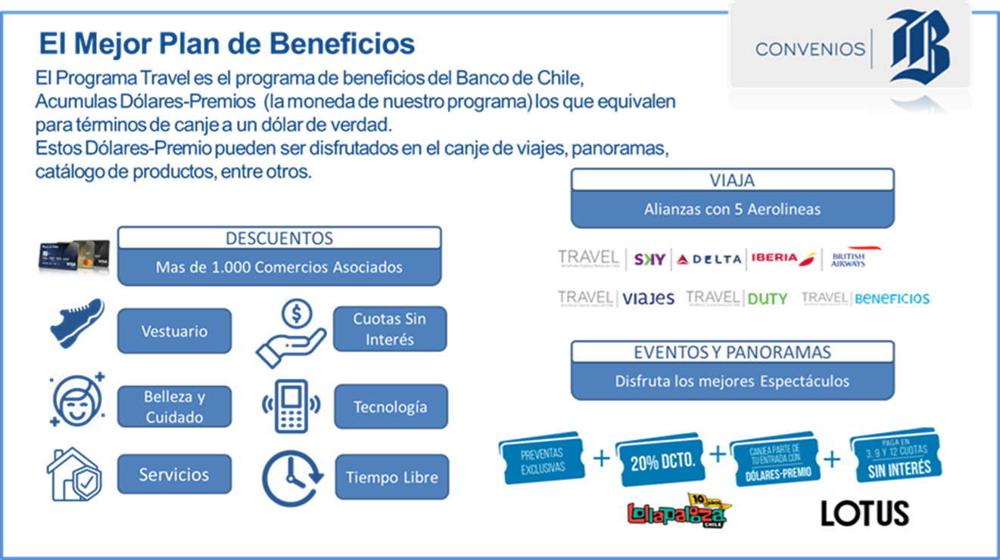 CONVENIOS
El Mejor Plan de Beneficios
El Programa Travel es el programa de beneficios del Banco de Chile,
Acumulas Dólares-Premios (la moneda de nuestro programa) los que equivalen
para términos de canje a un dólar de verdad.
Estos Dólares-Premio pueden ser disfrutados en el canje de viajes, panoramas,
catálogo de productos, entre otros.
DESCUENTOS
Mas de 1.000 Comercios Asociados
VISA
Vestuario
$
Cuotas Sin
Interés
Belleza y
Cuidado
Tecnología
Servicios
Tiempo Libre
VIAJA
Alianzas con 5 Aerolineas
TRAVEL
SKY
DELTA
IBERIA
BRITISH
AIRWAYS
TRAVEL VIAJES
TRAVEL DUTY
TRAVEL BENEFICIOS
EVENTOS Y PANORAMAS
Disfruta los mejores Espectáculos
PREVENTAS
EXCLUSIVAS
+
20% DCTO.
+
CANJEA PARTE DE
TU ENTRADA CON
DÓLARES-PREMIO
+
PAGA EN
3, 9 Y 12 CUOTAS
SIN INTERÉS
10 AÑOS
Lollapalooza
CHILE
LOTUS